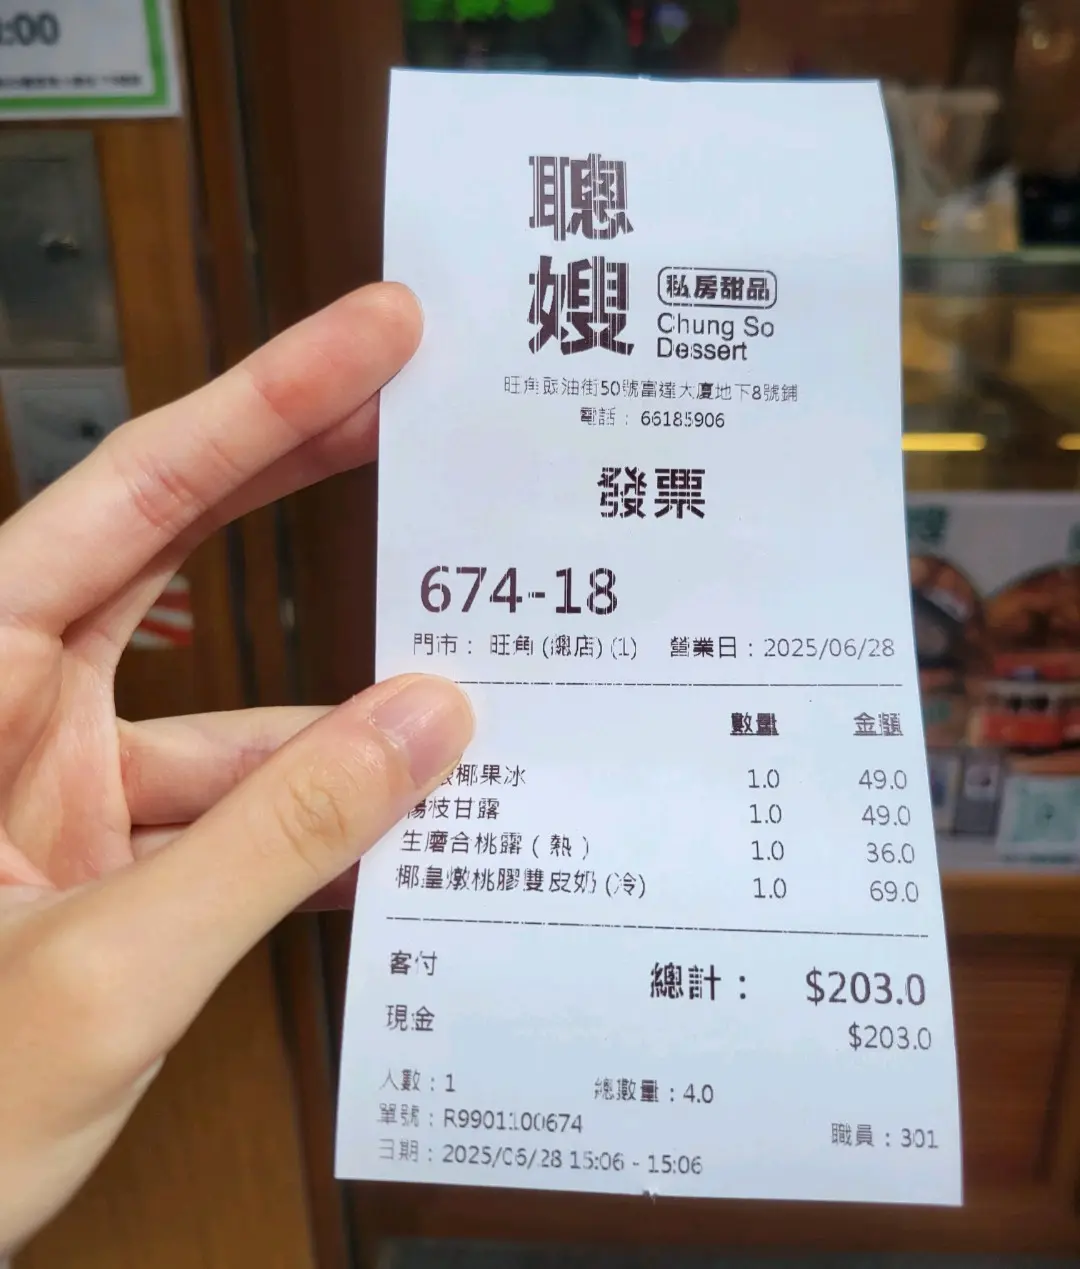 :00
聰嫂
私房甜品
Chung So
Dessert
旺角豉油街50號富達大廈地下8號鋪
電話： 66185906
發票
674-18
門市： 旺角 (總店) (1) 營業日：2025/06/28
數量 金額
椰果冰 1.0 49.0
楊枝甘露 1.0 49.0
生磨合桃露 ( 熱 ) 1.0 36.0
椰皇燉桃膠雙皮奶 (冷) 1.0 69.0
客付 總計： $203.0
現金 $203.0
人數：1 總數量：4.0
單號：R9901100674 職員：301
日期：2025/06/28 15:06 - 15:06